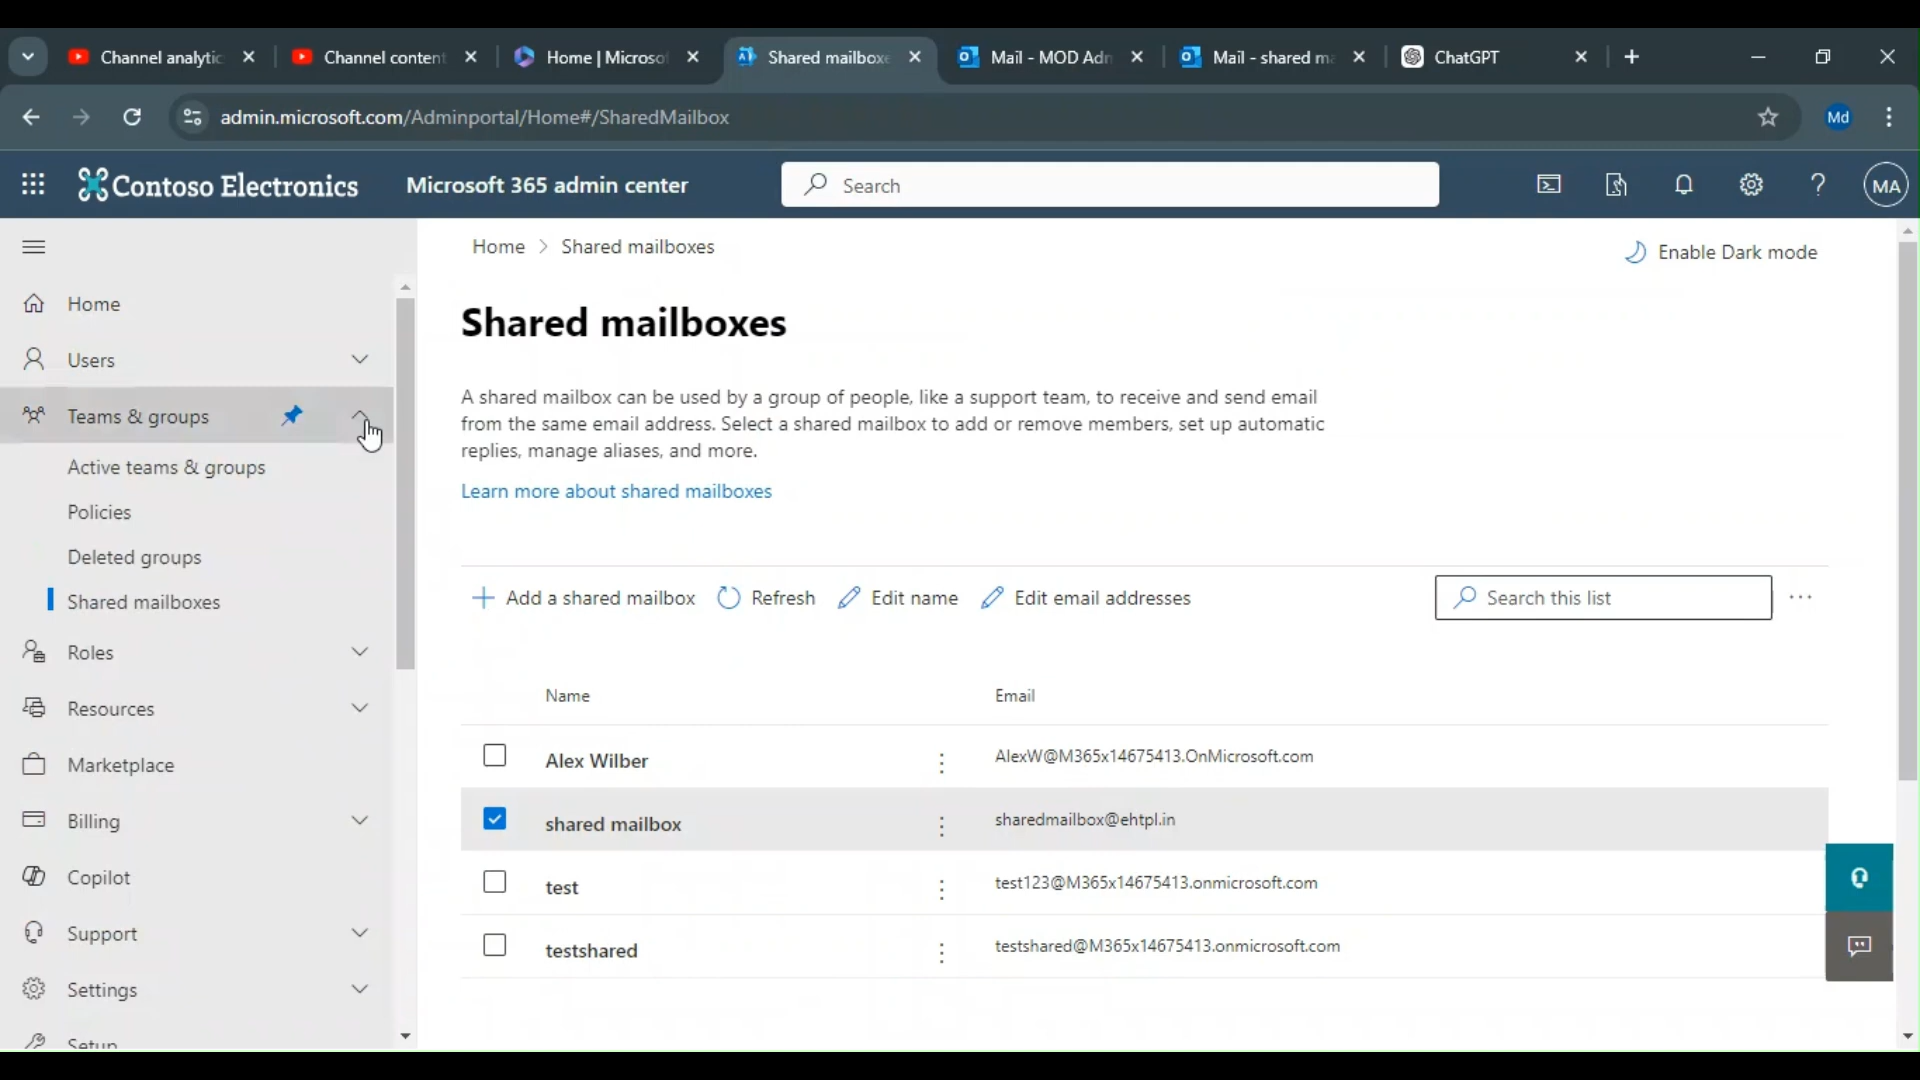 Channel analytic
Channel content
Home | Microsof
Shared mailboxe
Mail - MOD Adm
Mail - shared ma
ChatGPT
admin.microsoft.com/Adminportal/Home#/SharedMailbox
Md
Contoso Electronics
Microsoft 365 admin center
Search
MA
Home
Users
Teams & groups
Active teams & groups
Policies
Deleted groups
Shared mailboxes
Roles
Resources
Marketplace
Billing
Copilot
Support
Settings
Setup
Home > Shared mailboxes
Enable Dark mode
Shared mailboxes
A shared mailbox can be used by a group of people, like a support team, to receive and send email
from the same email address. Select a shared mailbox to add or remove members, set up automatic
replies, manage aliases, and more.
Learn more about shared mailboxes
Add a shared mailbox Refresh Edit name Edit email addresses
Search this list
Name Email
Alex Wilber AlexW@M365x14675413.OnMicrosoft.com
shared mailbox sharedmailbox@ehtpl.in
test test123@M365x14675413.onmicrosoft.com
testshared testshared@M365x14675413.onmicrosoft.com